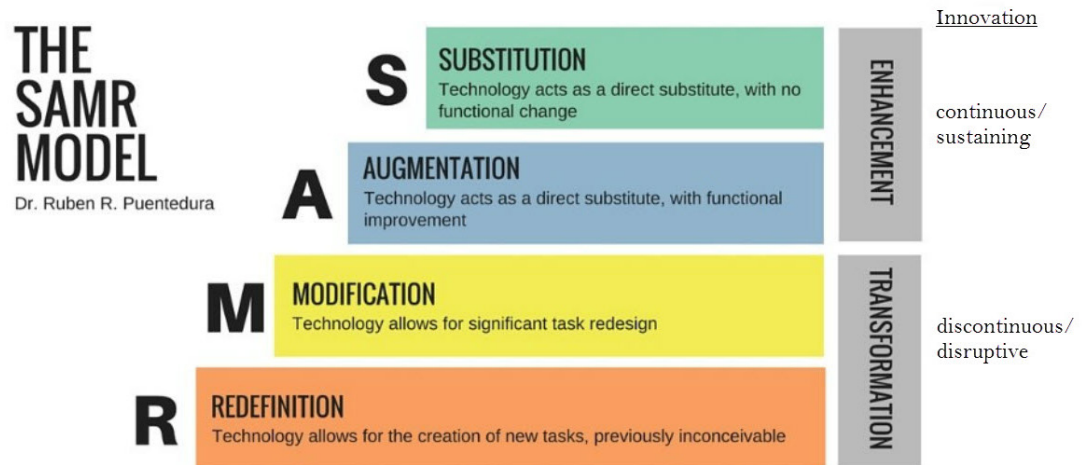 THE
SAMR
MODEL
Dr. Ruben R. Puentedura
S
SUBSTITUTION
Technology acts as a direct substitute, with no
functional change
A
AUGMENTATION
Technology acts as a direct substitute, with functional
improvement
M
MODIFICATION
Technology allows for significant task redesign
R
REDEFINITION
Technology allows for the creation of new tasks, previously inconceivable
ENHANCEMENT
TRANSFORMATION
Innovation
continuous/
sustaining
discontinuous/
disruptive